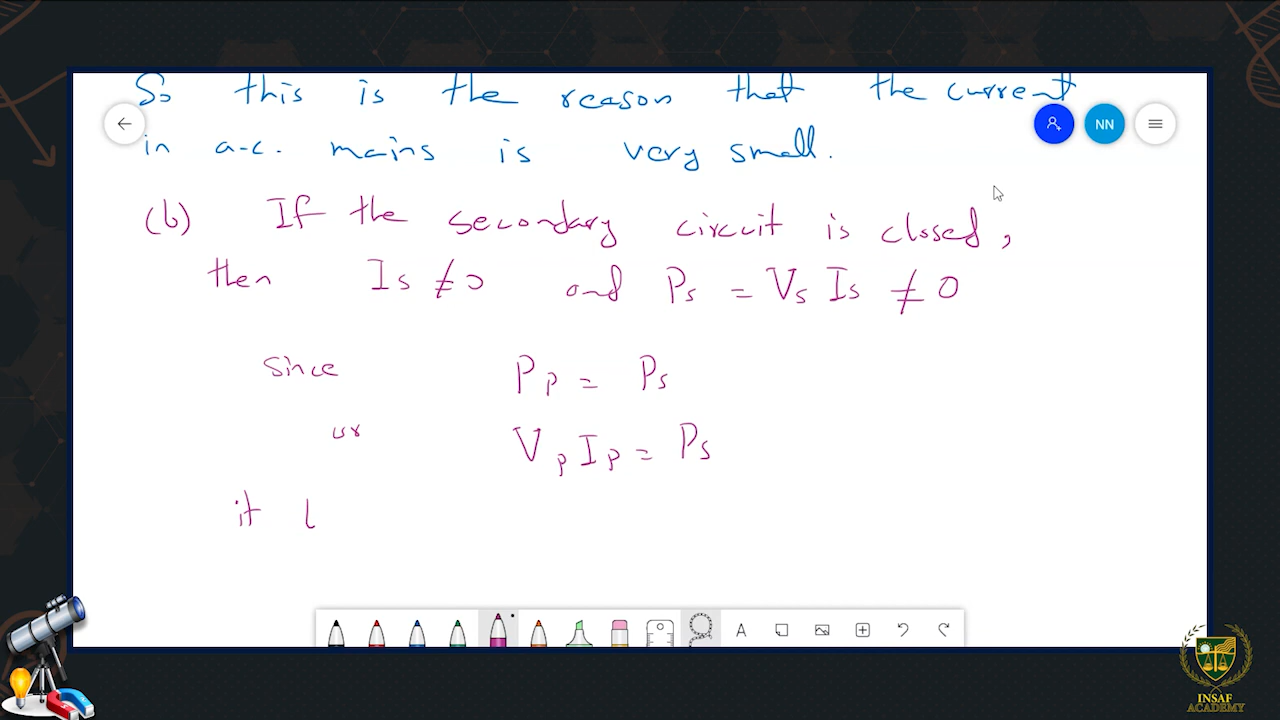 So this is the reason that the current
in a.c. mains is very small.
(b) If the secondary circuit is closed,
then Is ≠ 0 and Ps = Vs Is ≠ 0
Since Pp = Ps
or Vp Ip = Ps
it l
NN
A
INSAF
ACADEMY